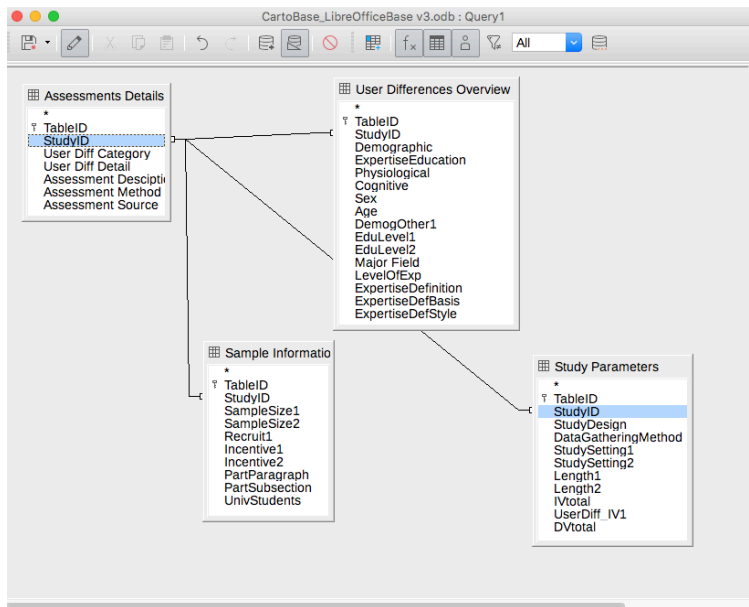 CartoBase_LibreOfficeBase v3.odb : Query1
fx
All
Assessments Details
*
TableID
StudyID
User Diff Category
User Diff Detail
Assessment Desciptio
Assessment Method
Assessment Source
User Differences Overview
*
TableID
StudyID
Demographic
ExpertiseEducation
Physiological
Cognitive
Sex
Age
DemogOther1
EduLevel1
EduLevel2
Major Field
LevelOfExp
ExpertiseDefinition
ExpertiseDefBasis
ExpertiseDefStyle
Sample Informatio
*
TableID
StudyID
SampleSize1
SampleSize2
Recruit1
Incentive1
Incentive2
PartParagraph
PartSubsection
UnivStudents
Study Parameters
*
TableID
StudyID
StudyDesign
DataGatheringMethod
StudySetting1
StudySetting2
Length1
Length2
IVtotal
UserDiff_IV1
DVtotal